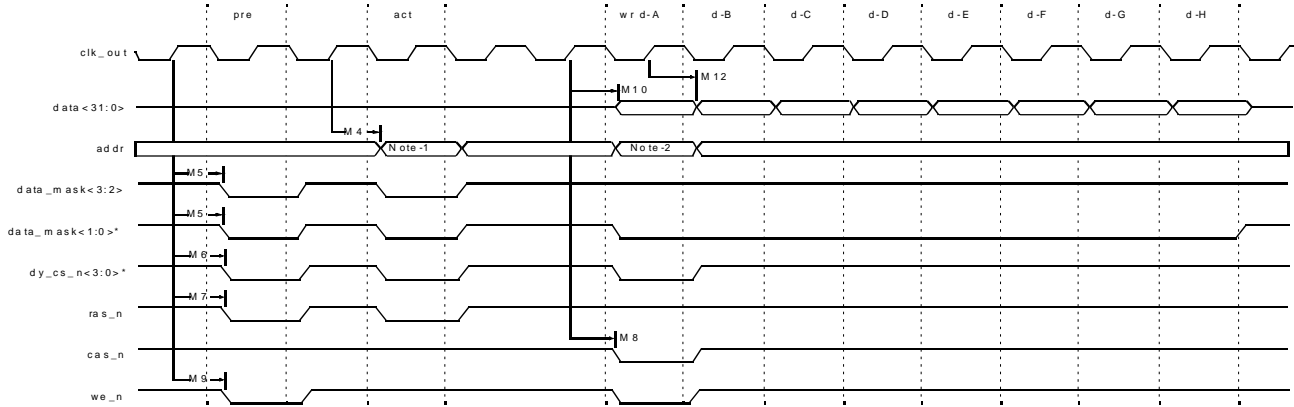 pre act wr d-A d-B d-C d-D d-E d-F d-G d-H
clk_out
M12
M10
data<31:0>
M4
addr Note-1 Note-2
M5
data_mask<3:2>
M5
data_mask<1:0>*
M6
dy_cs_n<3:0>*
M7
ras_n
M8
cas_n
M9
we_n